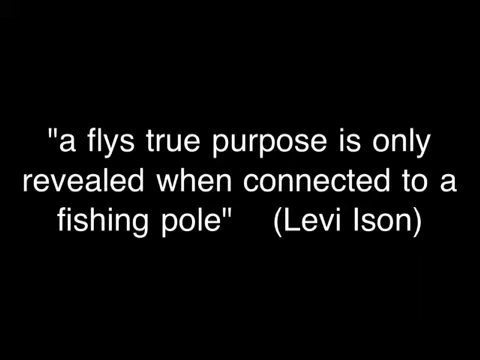 "a flys true purpose is only
revealed when connected to a
fishing pole"    (Levi Ison)